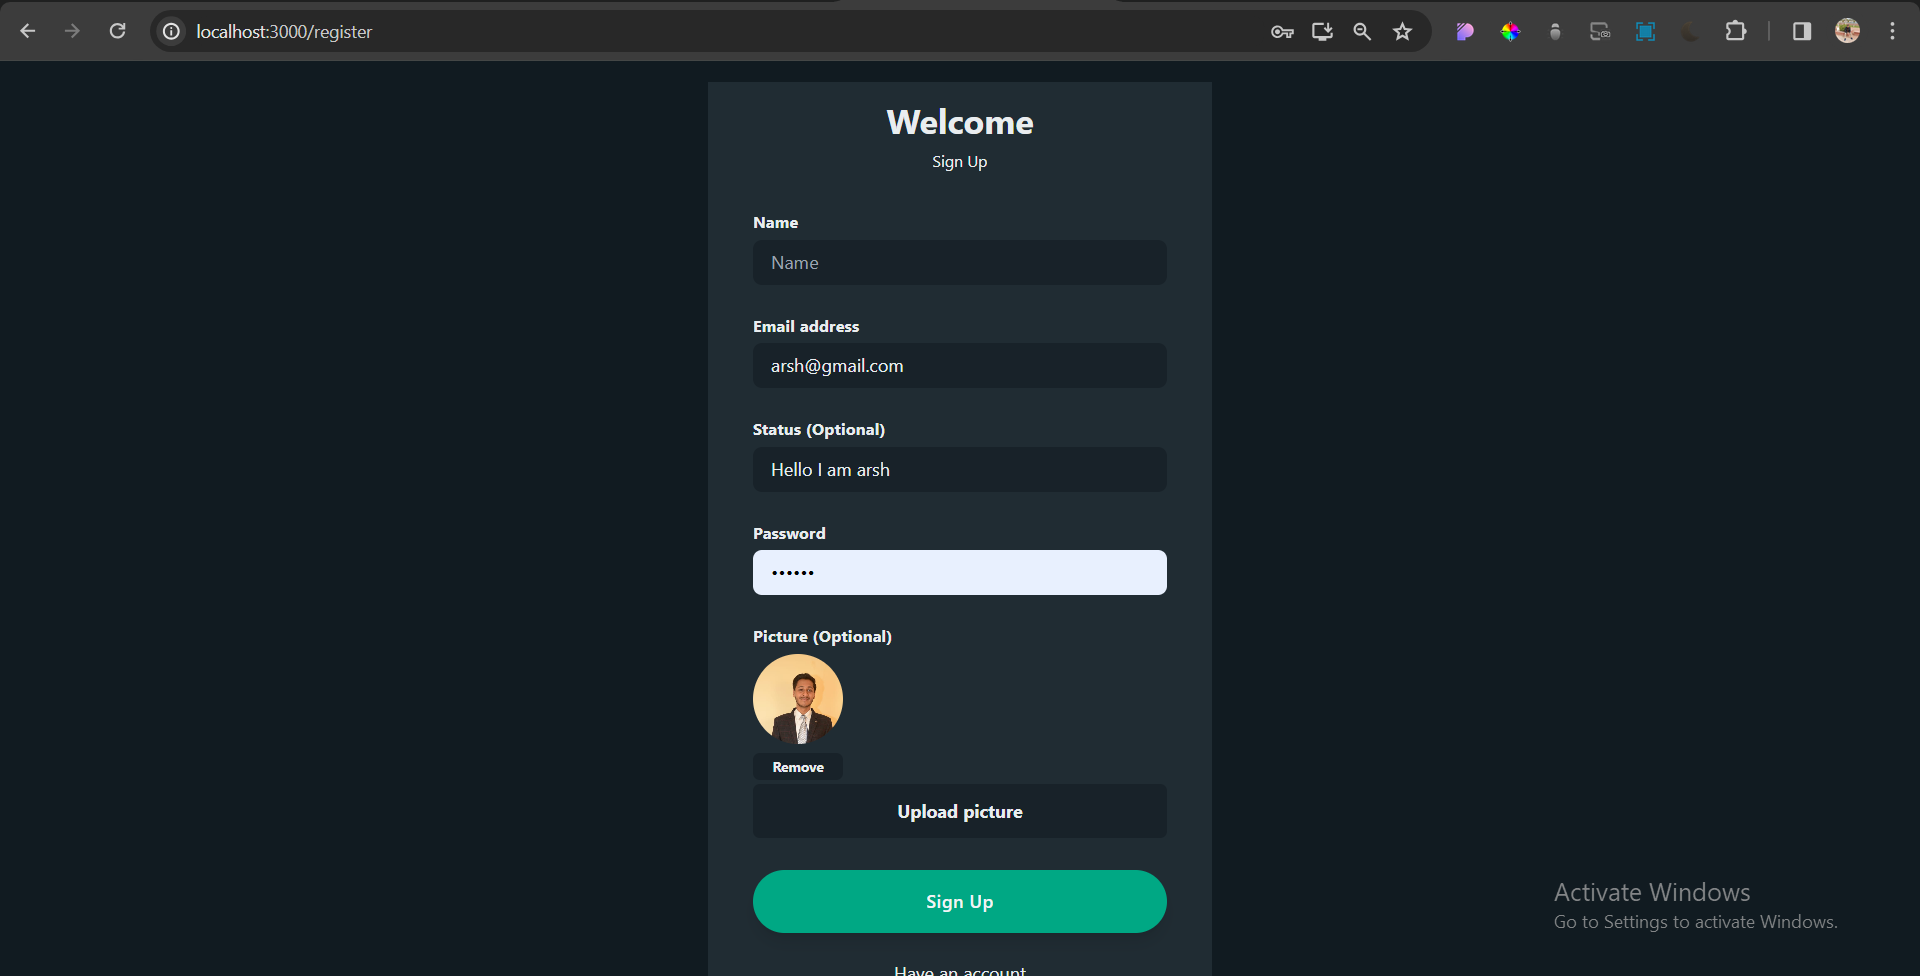 localhost:3000/register
Welcome
Sign Up
Name
Name
Email address
arsh@gmail.com
Status (Optional)
Hello I am arsh
Password
••••••
Picture (Optional)
Remove
Upload picture
Sign Up
Have an account
Activate Windows
Go to Settings to activate Windows.